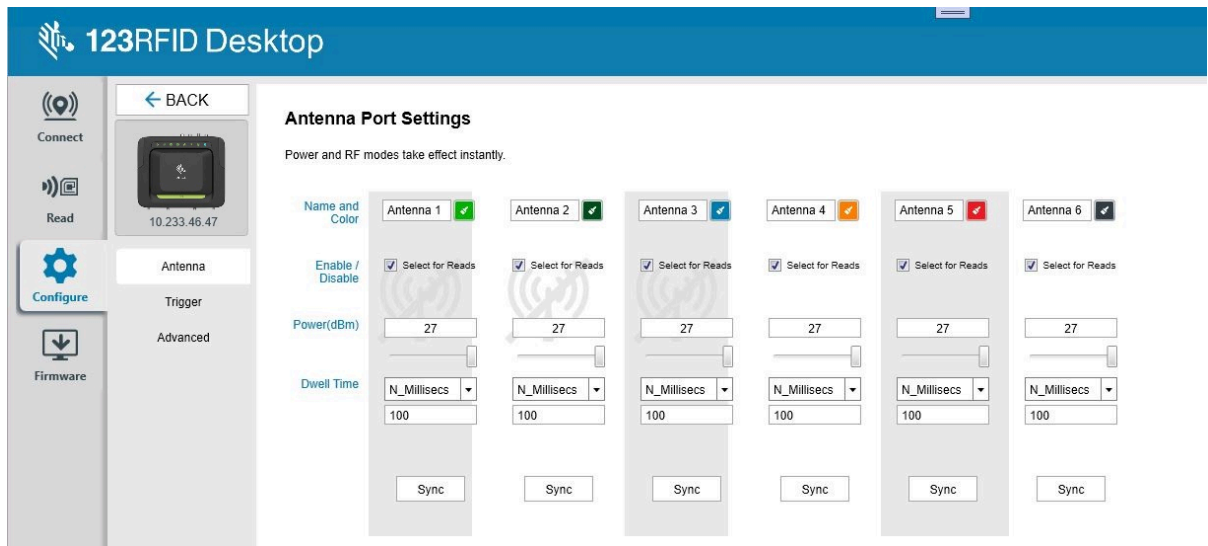 123RFID Desktop
Connect
Read
Configure
Firmware
BACK
10.233.46.47
Antenna
Trigger
Advanced
Antenna Port Settings
Power and RF modes take effect instantly.
Name and
Color
Antenna 1
Antenna 2
Antenna 3
Antenna 4
Antenna 5
Antenna 6
Enable /
Disable
Select for Reads
Select for Reads
Select for Reads
Select for Reads
Select for Reads
Select for Reads
Power(dBm)
27
27
27
27
27
27
Dwell Time
N_Millisecs
N_Millisecs
N_Millisecs
N_Millisecs
N_Millisecs
N_Millisecs
100
100
100
100
100
100
Sync
Sync
Sync
Sync
Sync
Sync